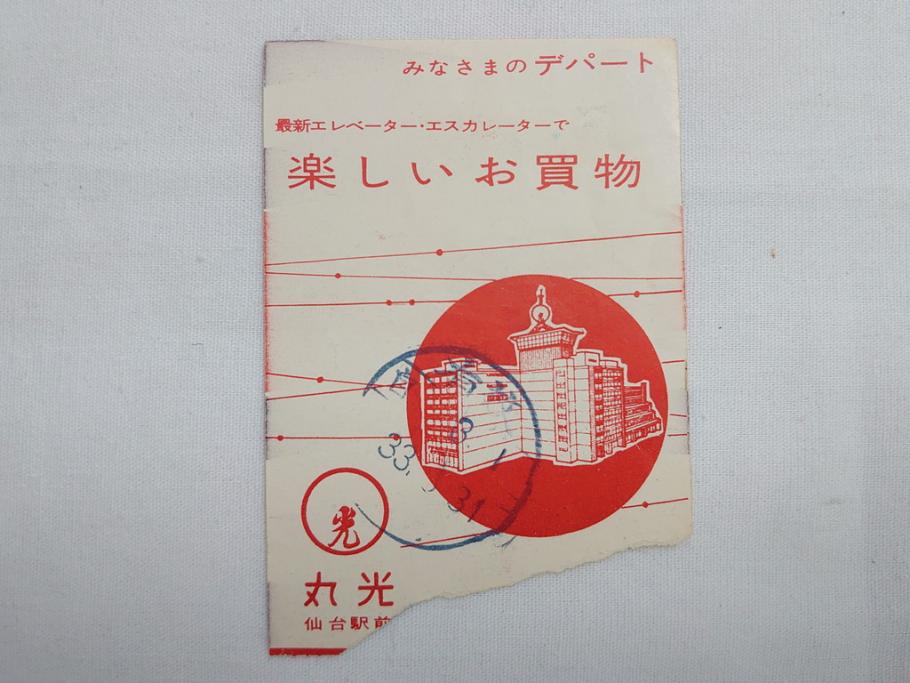 みなさまのデパート
最新エレベーター・エスカレーターで
楽しいお買物
光
丸光
仙台駅前